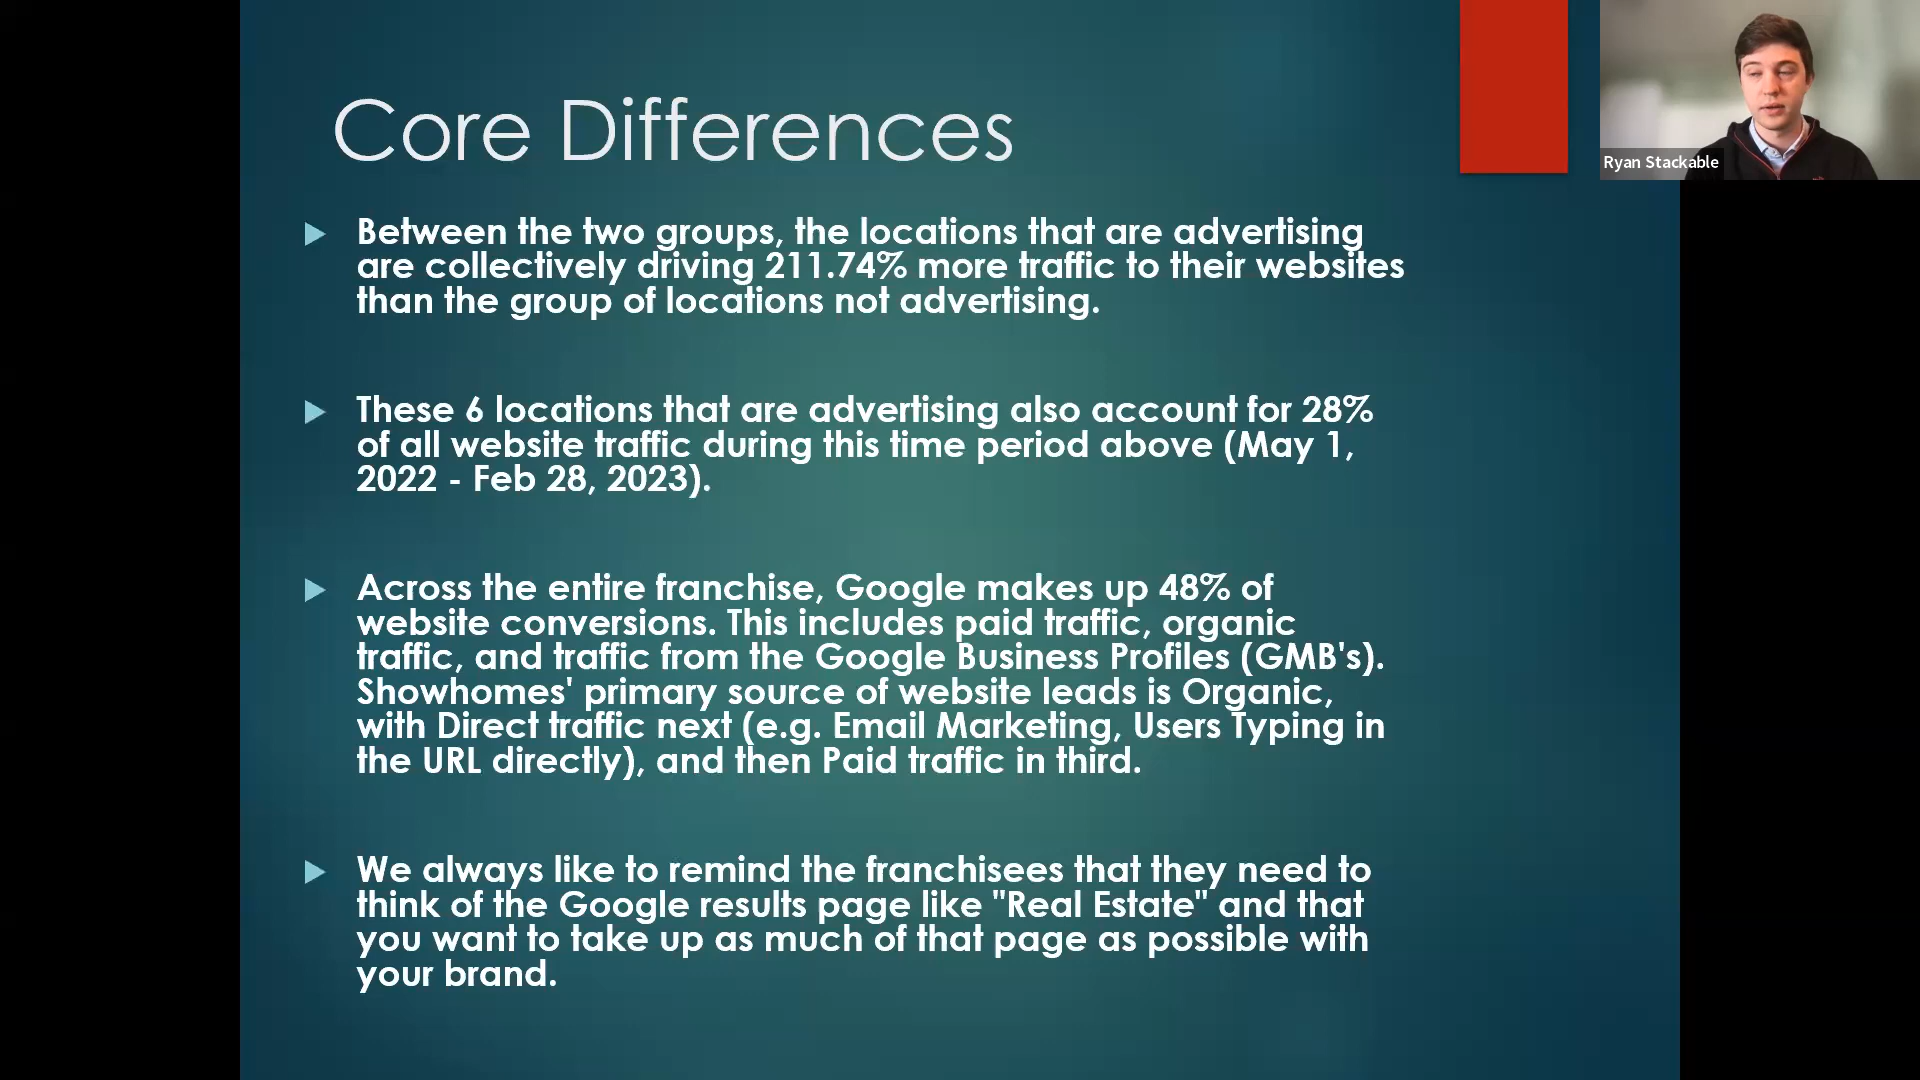 Core Differences
Ryan Stackable
Between the two groups, the locations that are advertising
are collectively driving 211.74% more traffic to their websites
than the group of locations not advertising.
These 6 locations that are advertising also account for 28%
of all website traffic during this time period above (May 1,
2022 - Feb 28, 2023).
Across the entire franchise, Google makes up 48% of
website conversions. This includes paid traffic, organic
traffic, and traffic from the Google Business Profiles (GMB's).
Showhomes' primary source of website leads is Organic,
with Direct traffic next (e.g. Email Marketing, Users Typing in
the URL directly), and then Paid traffic in third.
We always like to remind the franchisees that they need to
think of the Google results page like "Real Estate" and that
you want to take up as much of that page as possible with
your brand.